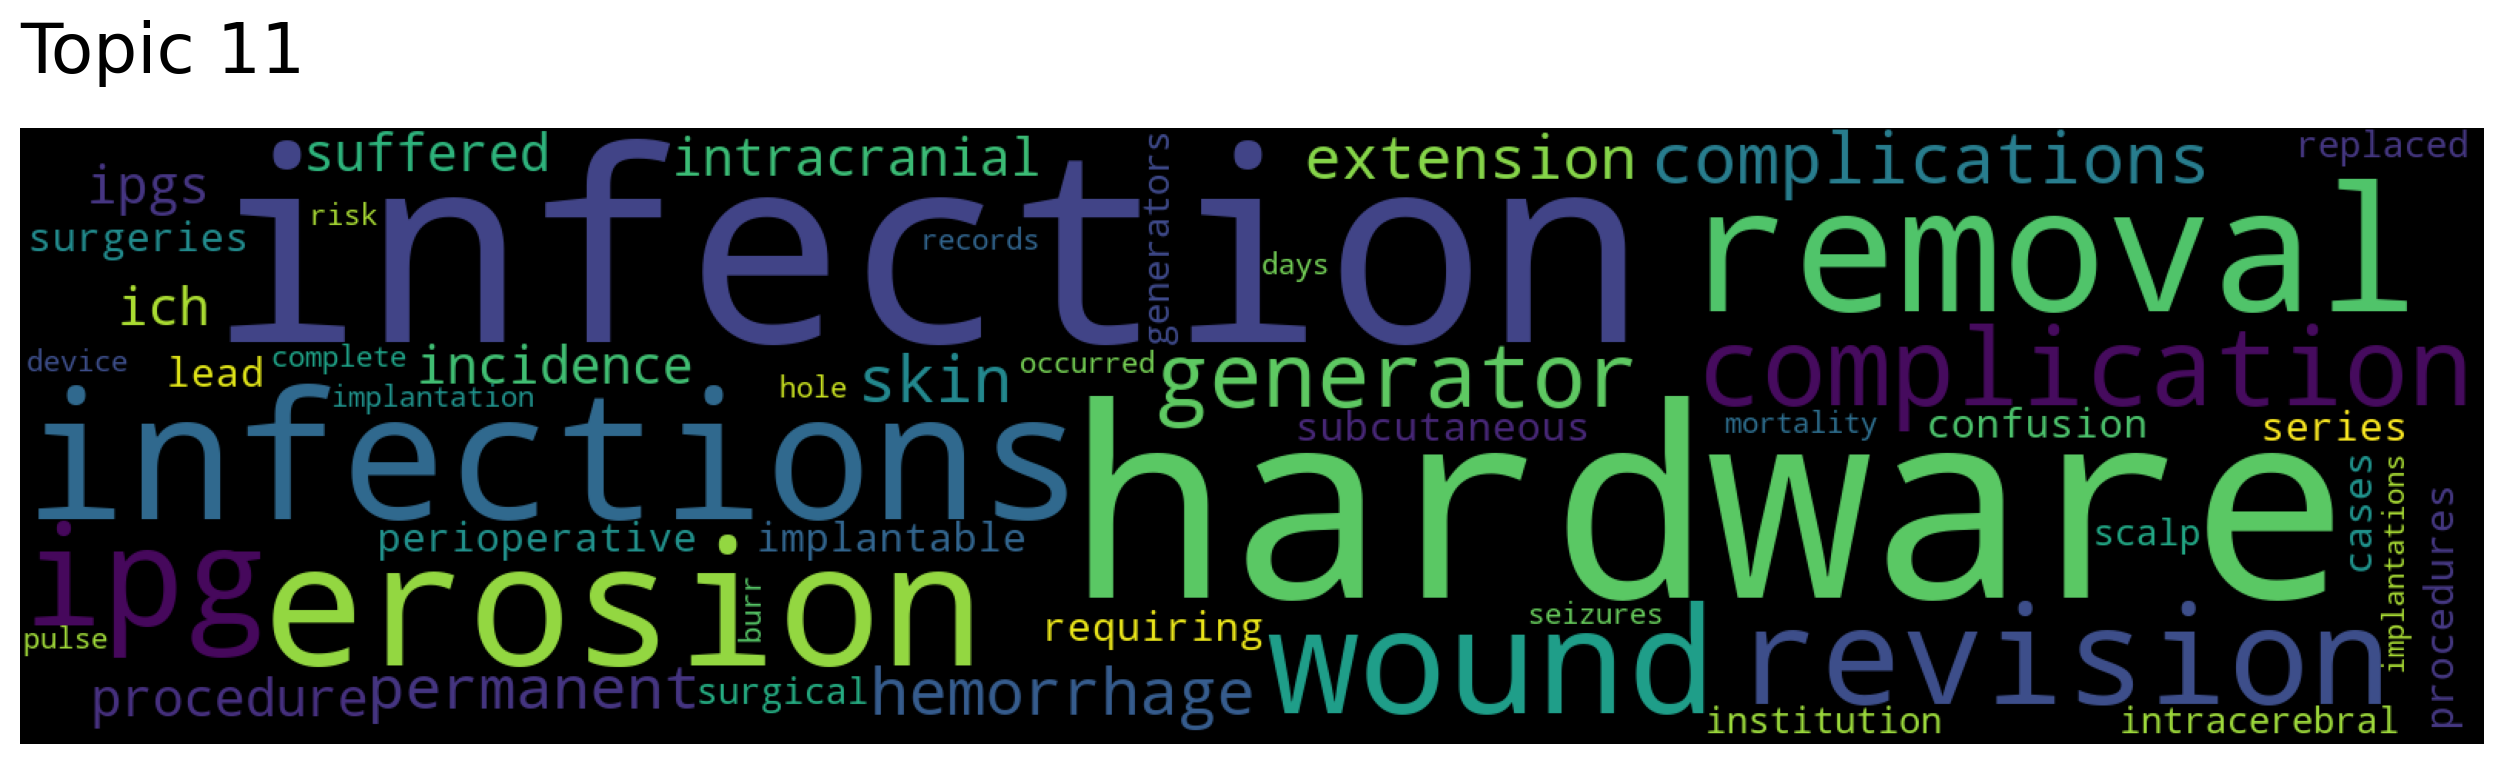 Topic 11
suffered
intracranial
generators
extension
complications
replaced
ipgs
risk
infection
removal
surgeries
records
days
ich
device
lead
complete
incidence
implantation
hole
skin
occurred
generator
complication
subcutaneous
mortality
confusion
series
infections
hardware
cases
implantations
procedures
scalp
perioperative
implantable
ipg
erosion
burr
pulse
requiring
seizures
wound
revision
procedure
permanent
surgical
hemorrhage
institution
intracerebral